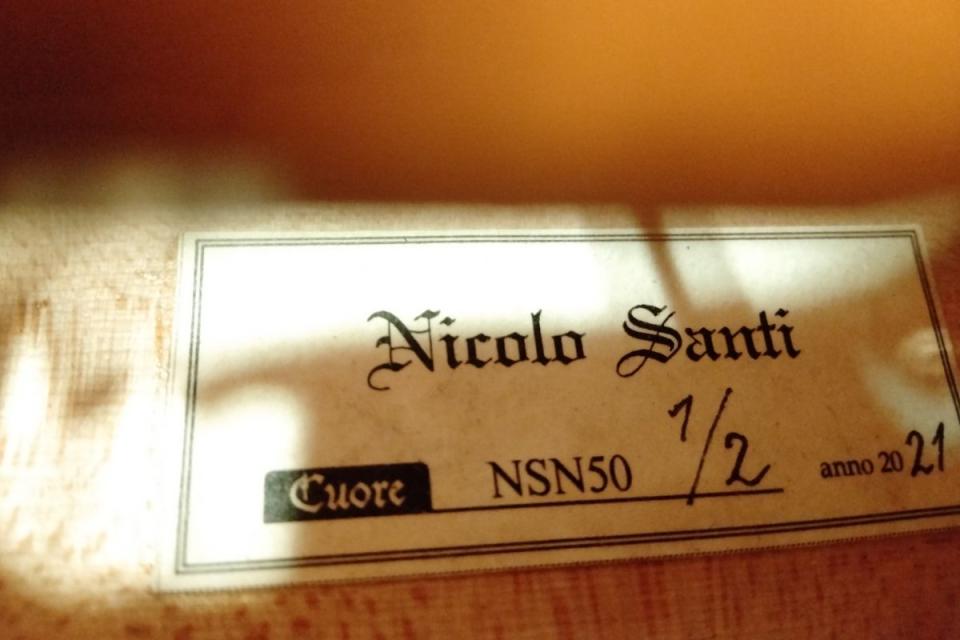 Nicolo Santi
Cuore NSN50 1/2 anno 2021